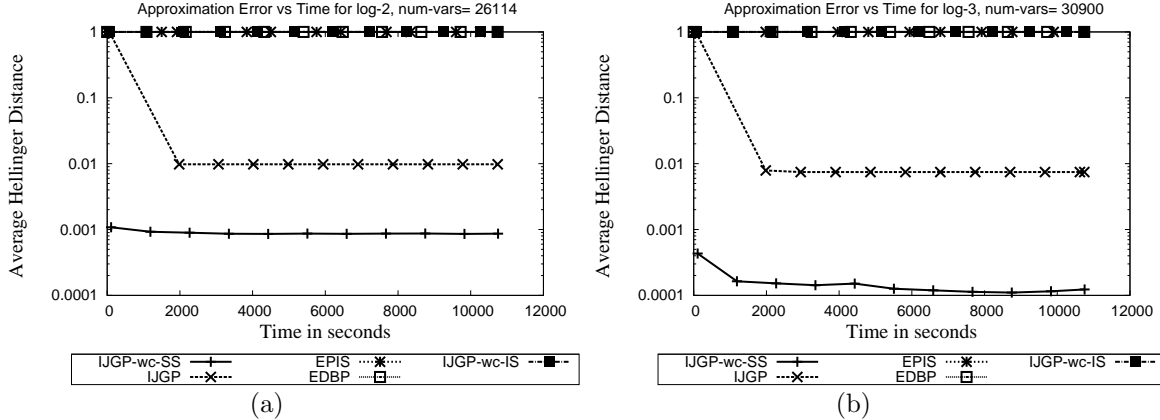 Approximation Error vs Time for log-2, num-vars= 26114
Average Hellinger Distance
1
0.1
0.01
0.001
0.0001
0 2000 4000 6000 8000 10000 12000
Time in seconds
IJGP-wc-SS EPIS IJGP-wc-IS
IJGP EDBP
(a)
Approximation Error vs Time for log-3, num-vars= 30900
Average Hellinger Distance
1
0.1
0.01
0.001
0.0001
0 2000 4000 6000 8000 10000 12000
Time in seconds
IJGP-wc-SS EPIS IJGP-wc-IS
IJGP EDBP
(b)